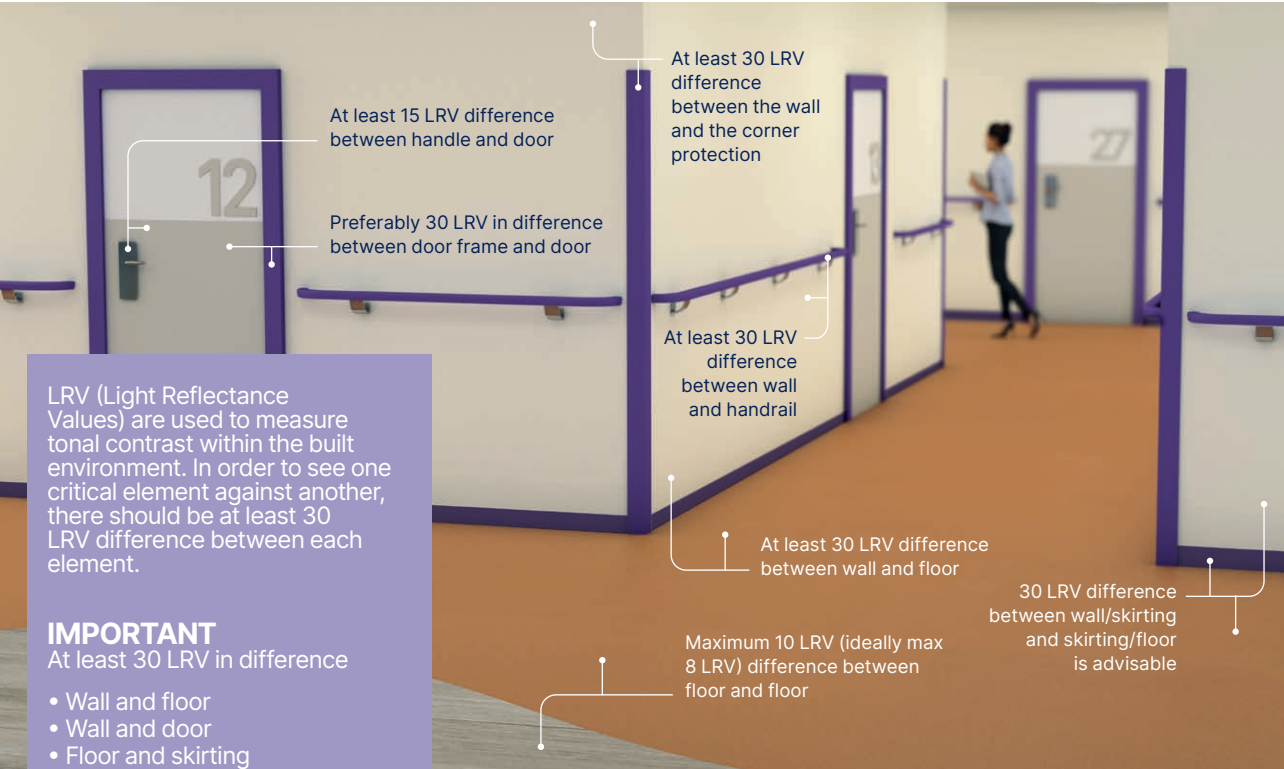 At least 30 LRV
difference
between the wall
and the corner
protection
At least 15 LRV difference
between handle and door
12
27
Preferably 30 LRV in difference
between door frame and door
At least 30 LRV
difference
between wall
and handrail
LRV (Light Reflectance
Values) are used to measure
tonal contrast within the built
environment. In order to see one
critical element against another,
there should be at least 30
LRV difference between each
element.
At least 30 LRV difference
between wall and floor
30 LRV difference
between wall/skirting
and skirting/floor
is advisable
IMPORTANT
At least 30 LRV in difference
Maximum 10 LRV (ideally max
8 LRV) difference between
floor and floor
• Wall and floor
• Wall and door
• Floor and skirting